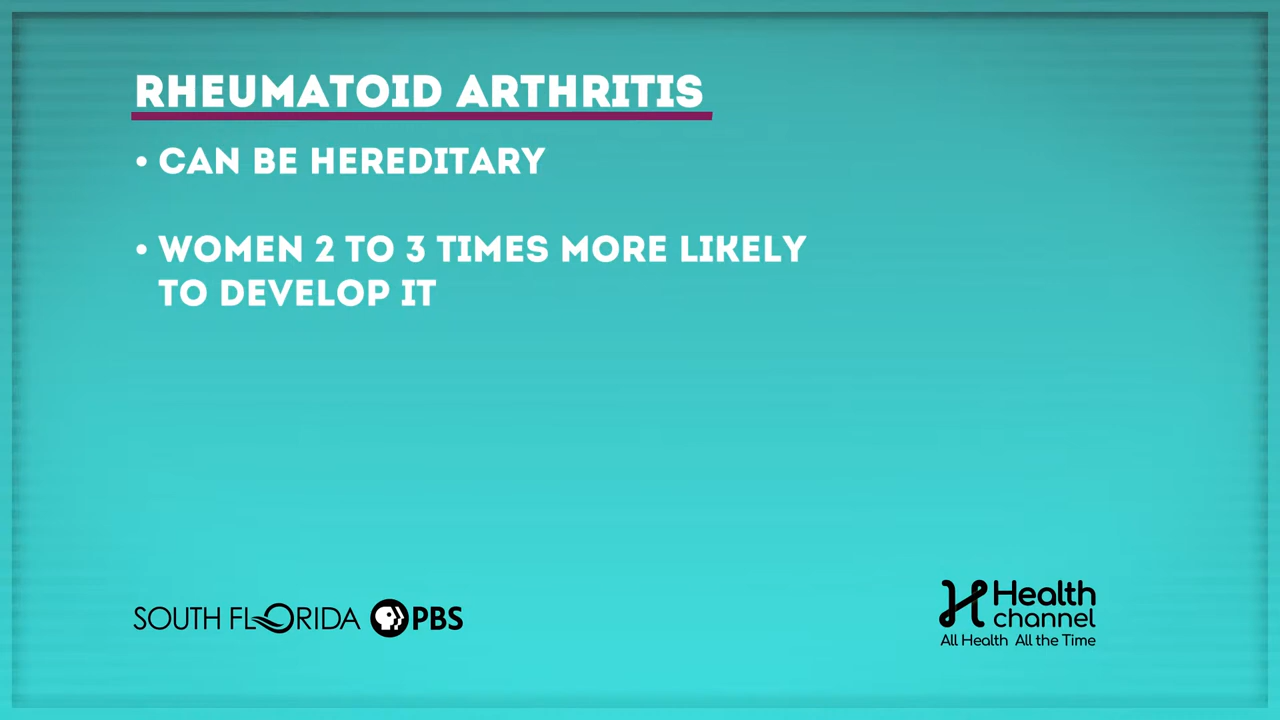 RHEUMATOID ARTHRITIS
• CAN BE HEREDITARY
• WOMEN 2 TO 3 TIMES MORE LIKELY
TO DEVELOP IT
SOUTH FLORIDA PBS
Health
channel
All Health All the Time